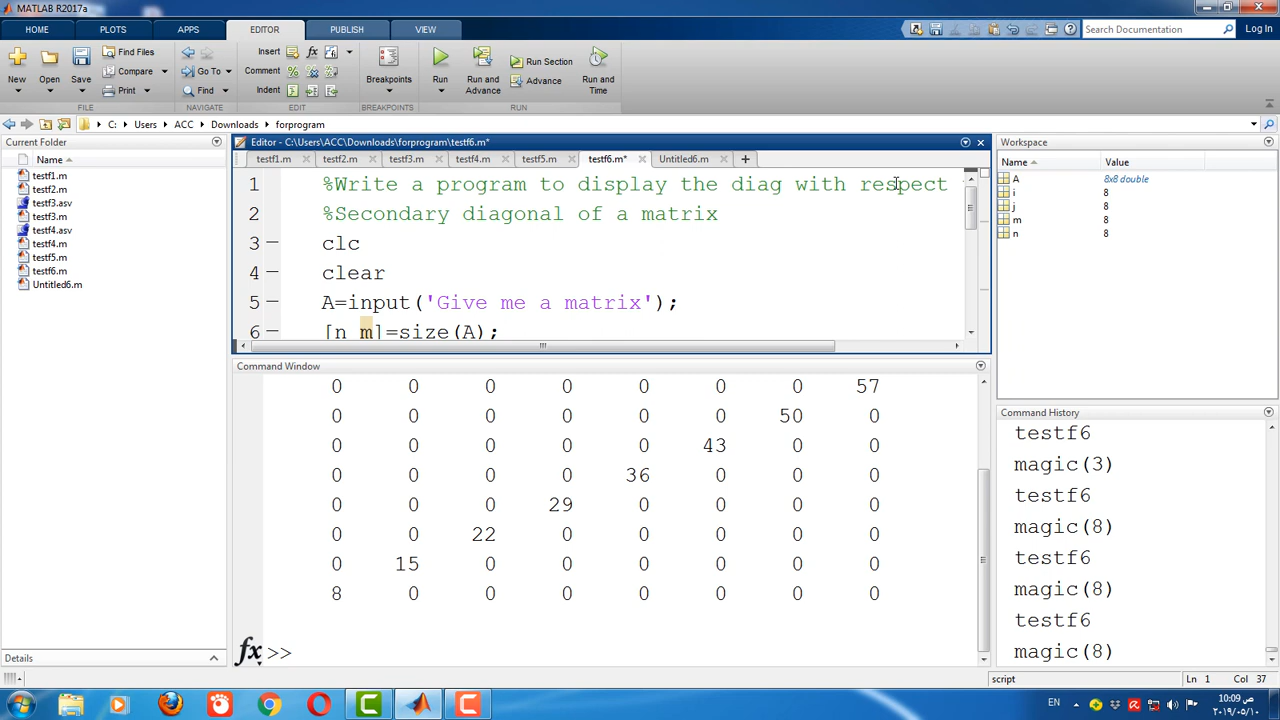 MATLAB R2017a
HOME PLOTS APPS EDITOR PUBLISH VIEW Search Documentation Log In
New Open Save Find Files Compare Print Go To Find Insert Comment Indent fx Breakpoints Run Run and Advance Run Section Advance Run and Time
FILE NAVIGATE EDIT BREAKPOINTS RUN
C: Users ACC Downloads forprogram
Current Folder
Name
testf1.m
testf2.m
testf3.asv
testf3.m
testf4.asv
testf4.m
testf5.m
testf6.m
Untitled6.m
Details
Editor - C:\Users\ACC\Downloads\forprogram\testf6.m*
testf1.m testf2.m testf3.m testf4.m testf5.m testf6.m* Untitled6.m
1 %Write a program to display the diag with respect
2 %Secondary diagonal of a matrix
3 clc
4 clear
5 A=input('Give me a matrix');
6 [n m]=size(A);
Command Window
0 0 0 0 0 0 0 57
0 0 0 0 0 0 50 0
0 0 0 0 0 43 0 0
0 0 0 36 0 0 0
0 0 0 29 0 0 0 0
0 0 22 0 0 0 0 0
0 15 0 0 0 0 0 0
8 0 0 0 0 0 0 0
fx >>
Workspace
Name Value
A 8x8 double
i 8
j 8
m 8
n 8
Command History
testf6
magic(3)
testf6
magic(8)
testf6
magic(8)
testf6
magic(8)
script Ln 1 Col 37
EN
10:09 ص
٢٠١٩/٠٥/١٠